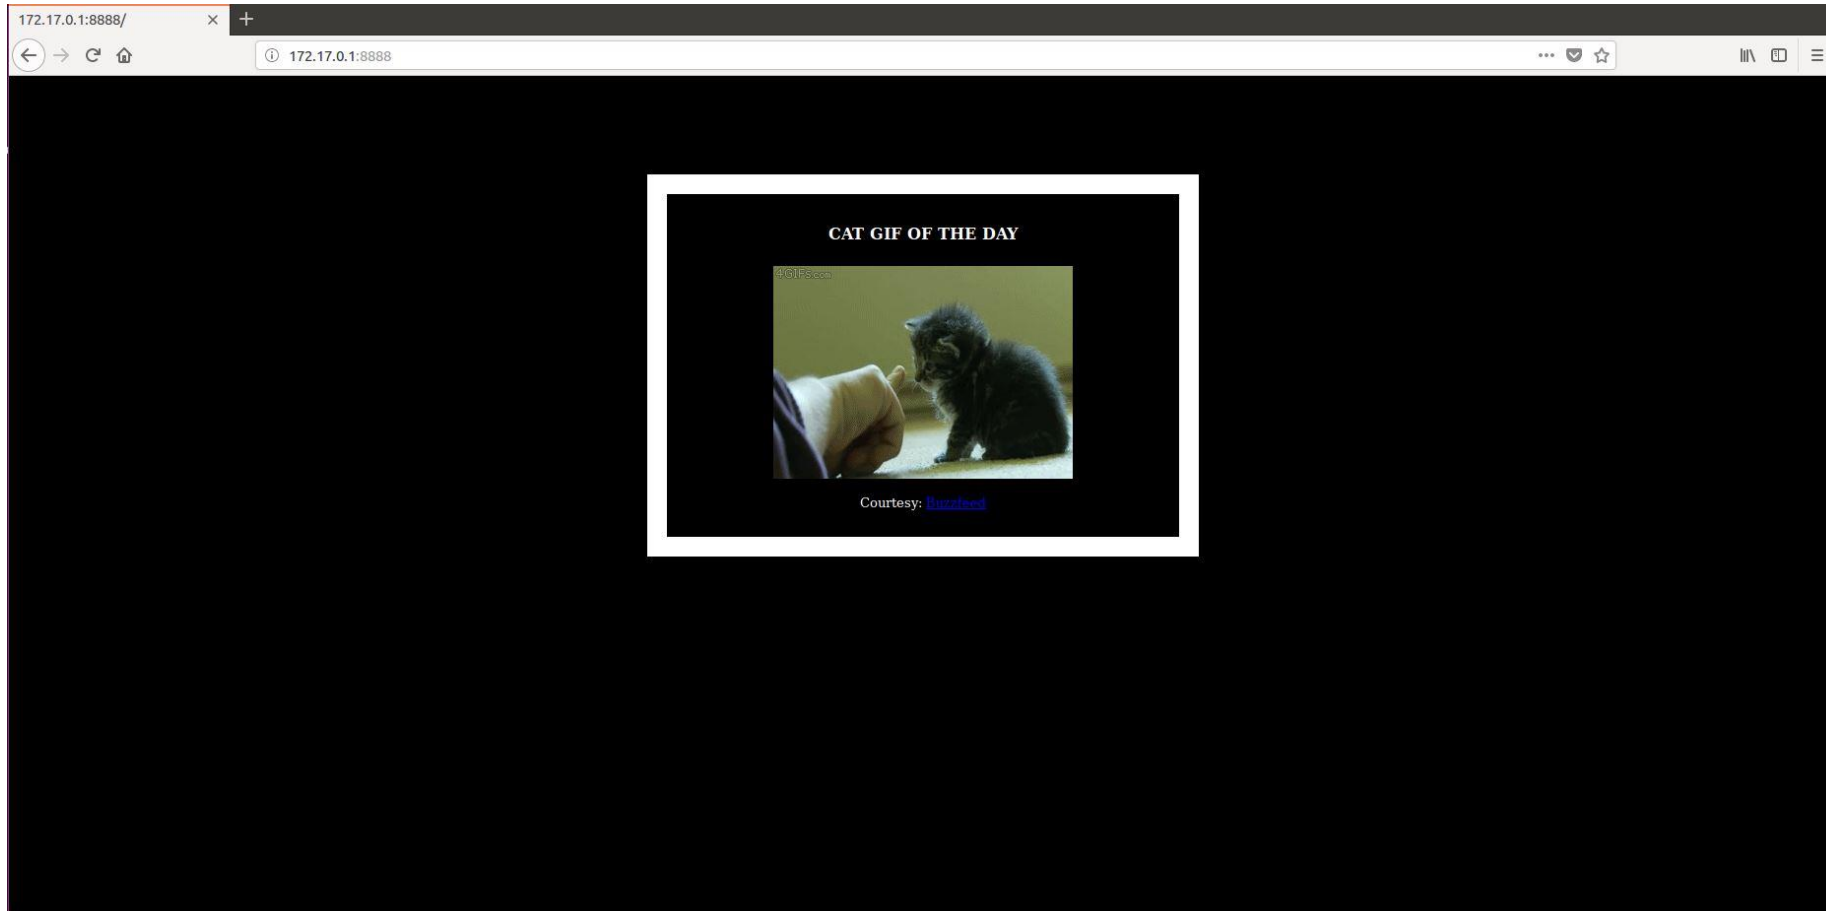 172.17.0.1:8888/
172.17.0.1:8888
CAT GIF OF THE DAY
4GIFs.com
Courtesy: Buzzfeed